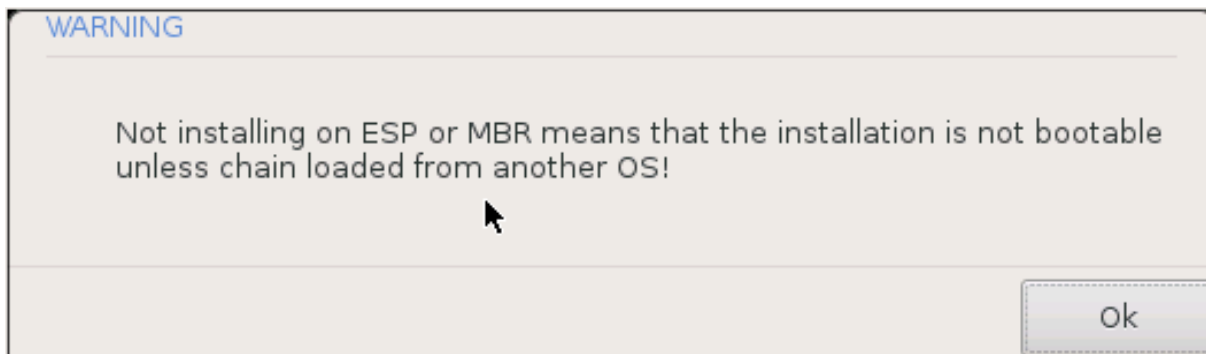 WARNING
Not installing on ESP or MBR means that the installation is not bootable
unless chain loaded from another OS!
Ok